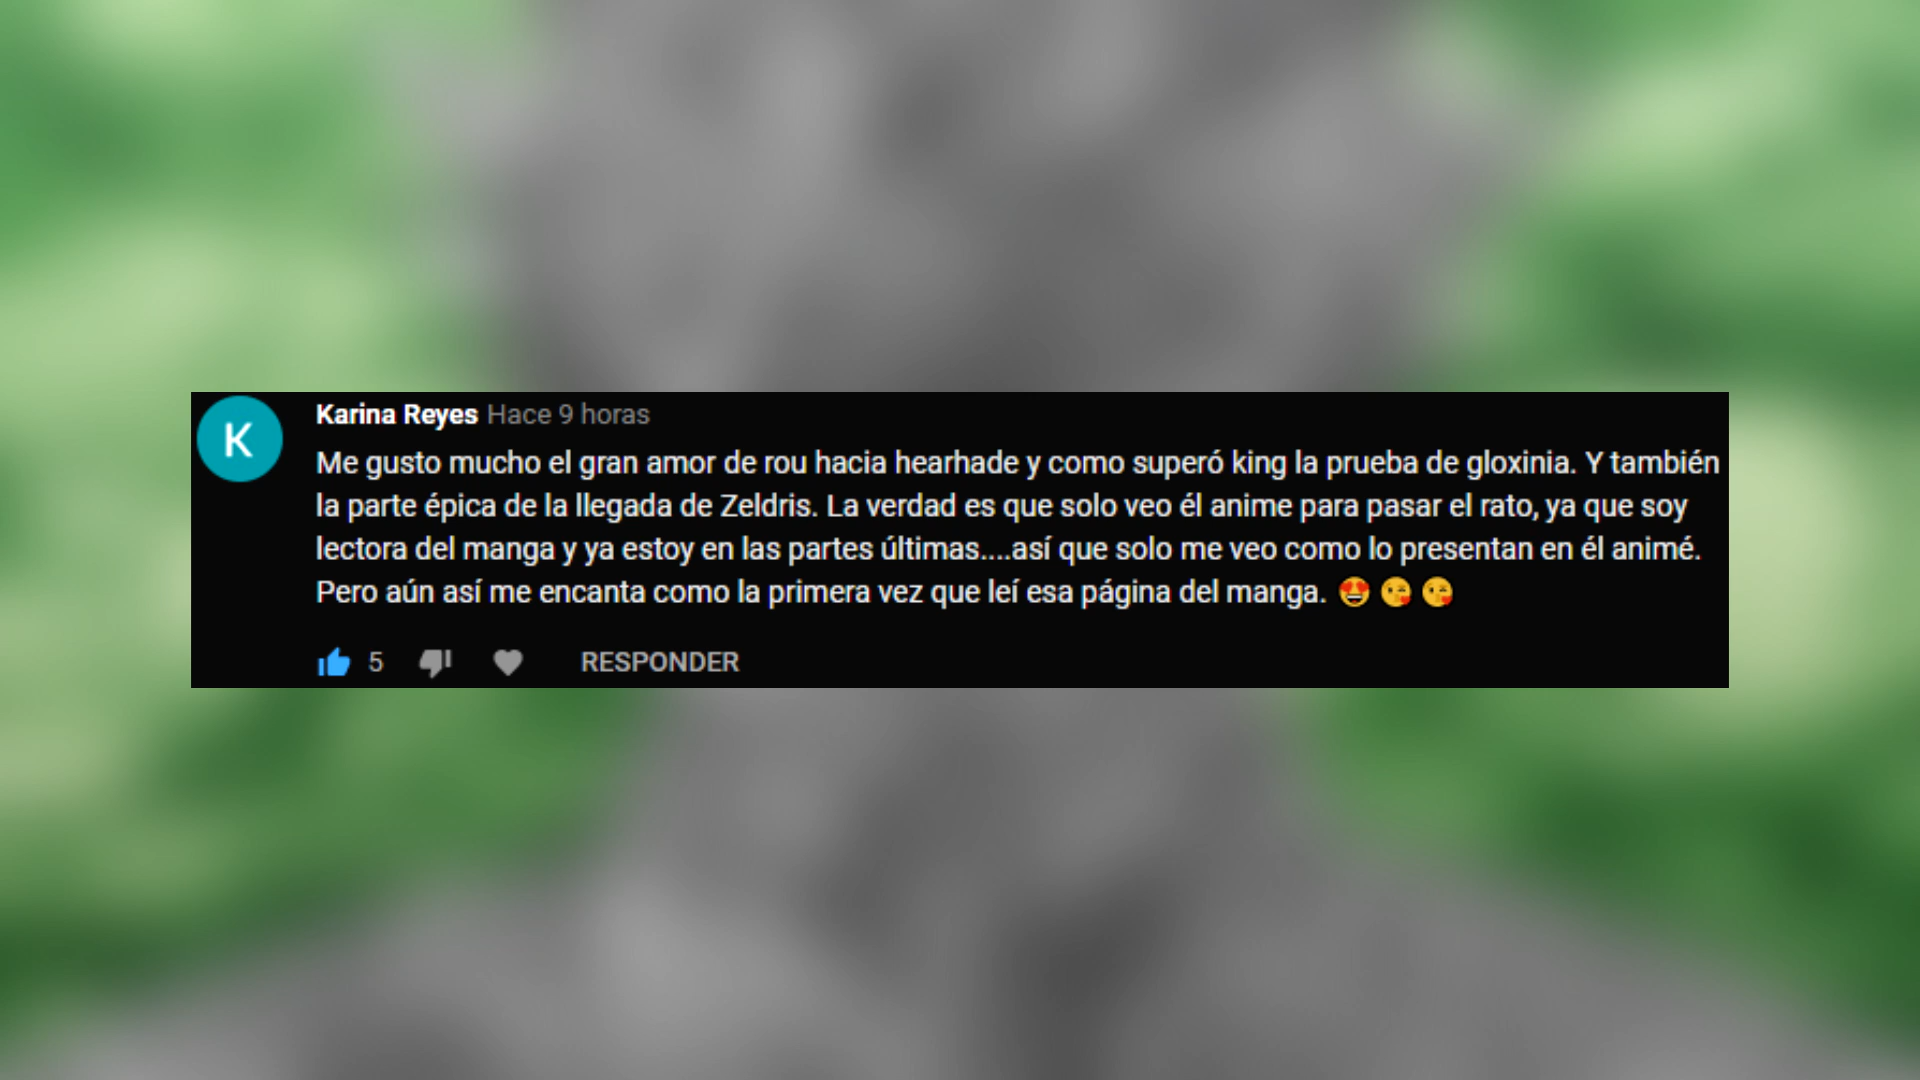 K
Karina Reyes Hace 9 horas
Me gusto mucho el gran amor de rou hacia hearhade y como superó king la prueba de gloxinia. Y también
la parte épica de la llegada de Zeldris. La verdad es que solo veo él anime para pasar el rato, ya que soy
lectora del manga y ya estoy en las partes últimas....así que solo me veo como lo presentan en él animé.
Pero aún así me encanta como la primera vez que leí esa página del manga. 😍 😘 😘
5 RESPONDER